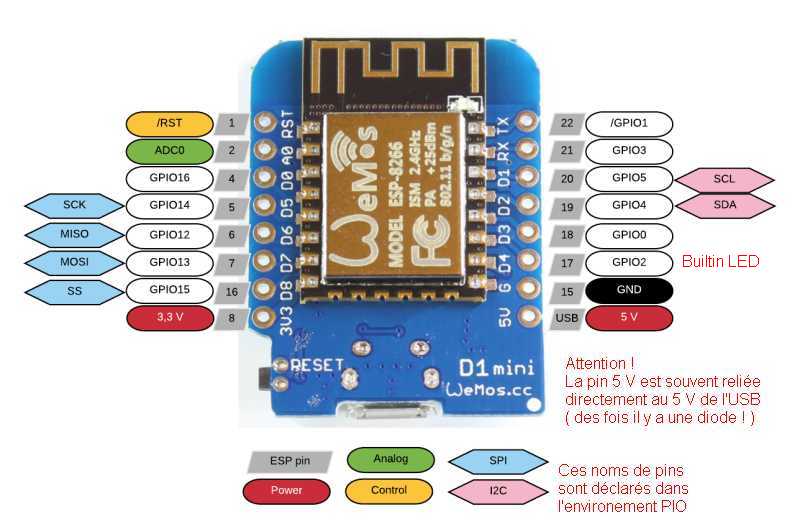 /RST 1 RST TX 22 /GPIO1
ADC0 2 A0 RX 21 GPIO3
GPIO16 4 D0 D1 20 GPIO5 SCL
SCK GPIO14 5 D5 D2 19 GPIO4 SDA
MISO GPIO12 6 D6 D3 18 GPIO0
MOSI GPIO13 7 D7 D4 17 GPIO2 Builtin LED
SS GPIO15 16 D8 G 15 GND
3,3 V 8 3V3 5V USB 5 V
WeMos
MODEL ESP-8266
ISM 2.4GHz
PA +25dBm
802.11 b/g/n
FC
RESET
D1 mini
WeMos.cc
Attention !
La pin 5 V est souvent reliée
directement au 5 V de l'USB
( des fois il y a une diode ! )
ESP pin Analog SPI
Power Control I2C
Ces noms de pins
sont déclarés dans
l'environement PIO